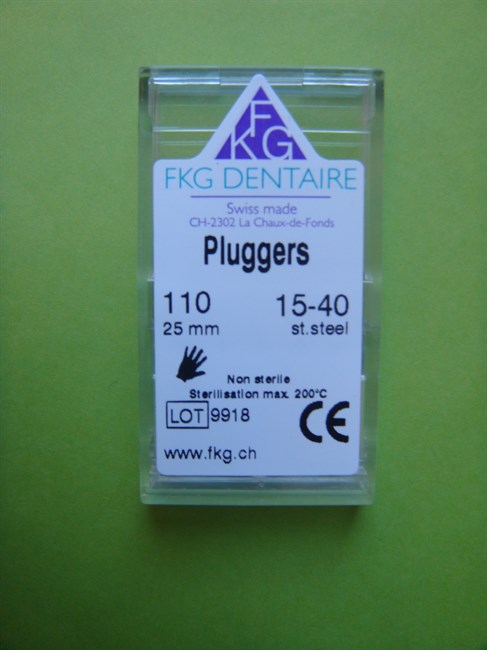 F
KG
FKG DENTAIRE
Swiss made
CH-2302 La Chaux-de-Fonds
Pluggers
110 15-40
25 mm st.steel
Non sterile
Sterilisation max. 200°C
LOT 9918
CE
www.fkg.ch